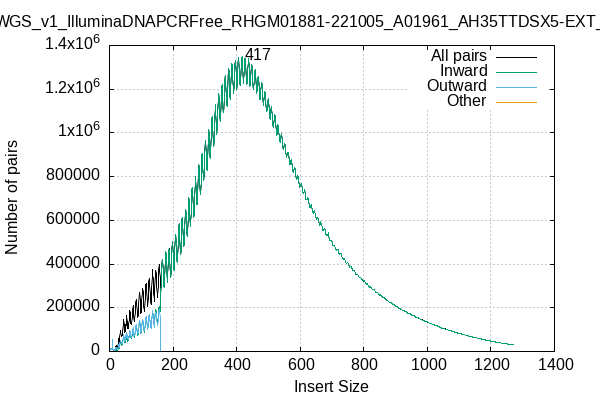 WGS_v1_IlluminaDNAPCRFree_RHGM01881-221005_A01961_AH35TTDSX5-EXT_
1.4x10^6
417
All pairs
Inward
Outward
Other
1.2x10^6
1x10^6
800000
600000
400000
200000
0
Number of pairs
0 200 400 600 800 1000 1200 1400
Insert Size